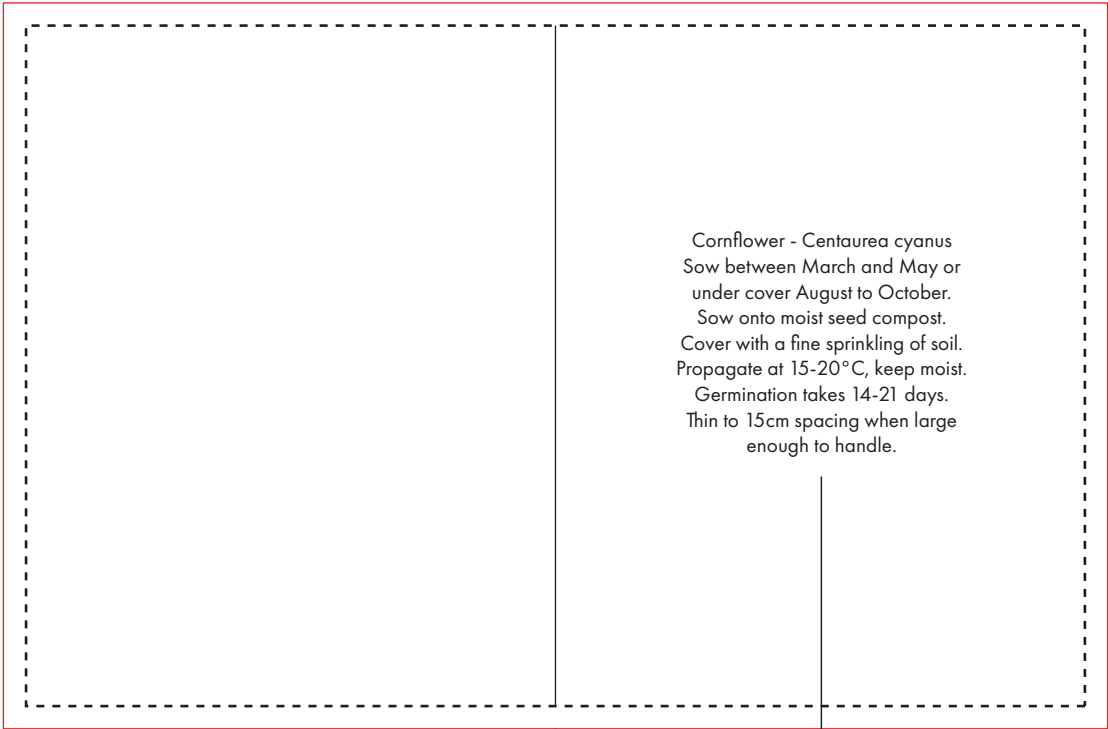 Cornflower - Centaurea cyanus
Sow between March and May or
under cover August to October.
Sow onto moist seed compost.
Cover with a fine sprinkling of soil.
Propagate at 15-20°C, keep moist.
Germination takes 14-21 days.
Thin to 15cm spacing when large
enough to handle.